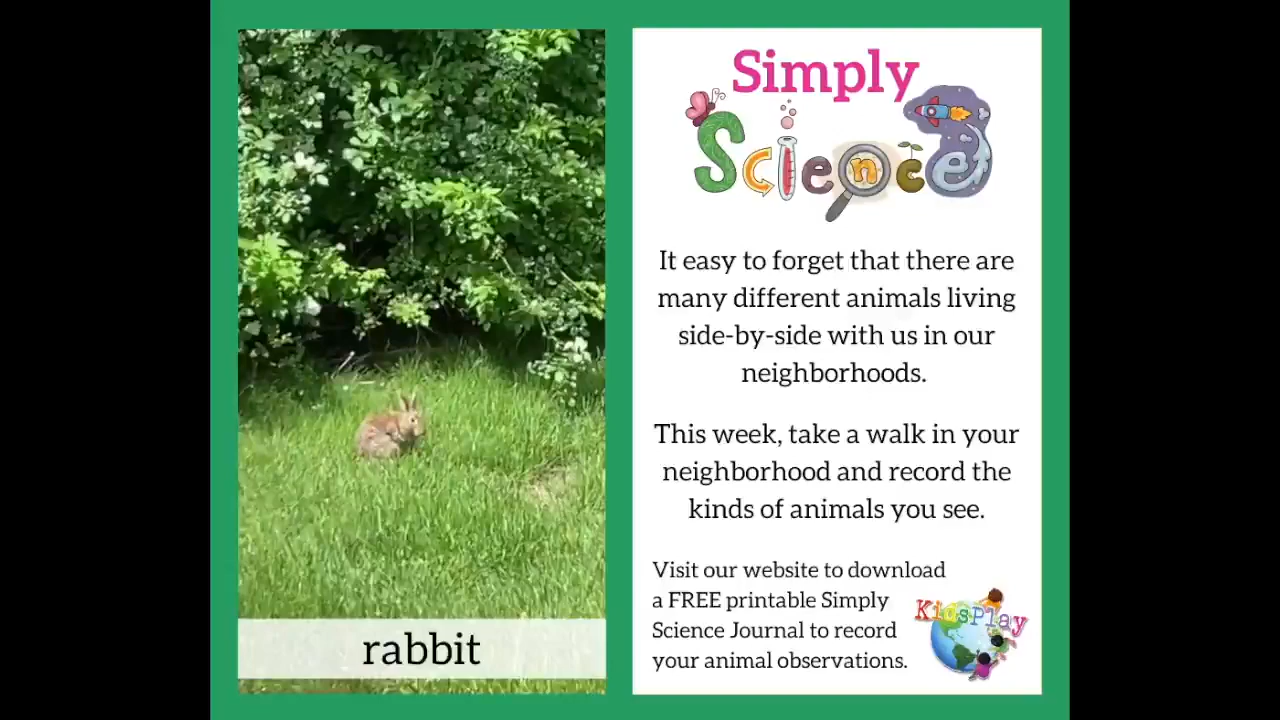 rabbit
Simply
Science
It easy to forget that there are
many different animals living
side-by-side with us in our
neighborhoods.
This week, take a walk in your
neighborhood and record the
kinds of animals you see.
Visit our website to download
a FREE printable Simply
Science Journal to record
your animal observations.
KidsPlay